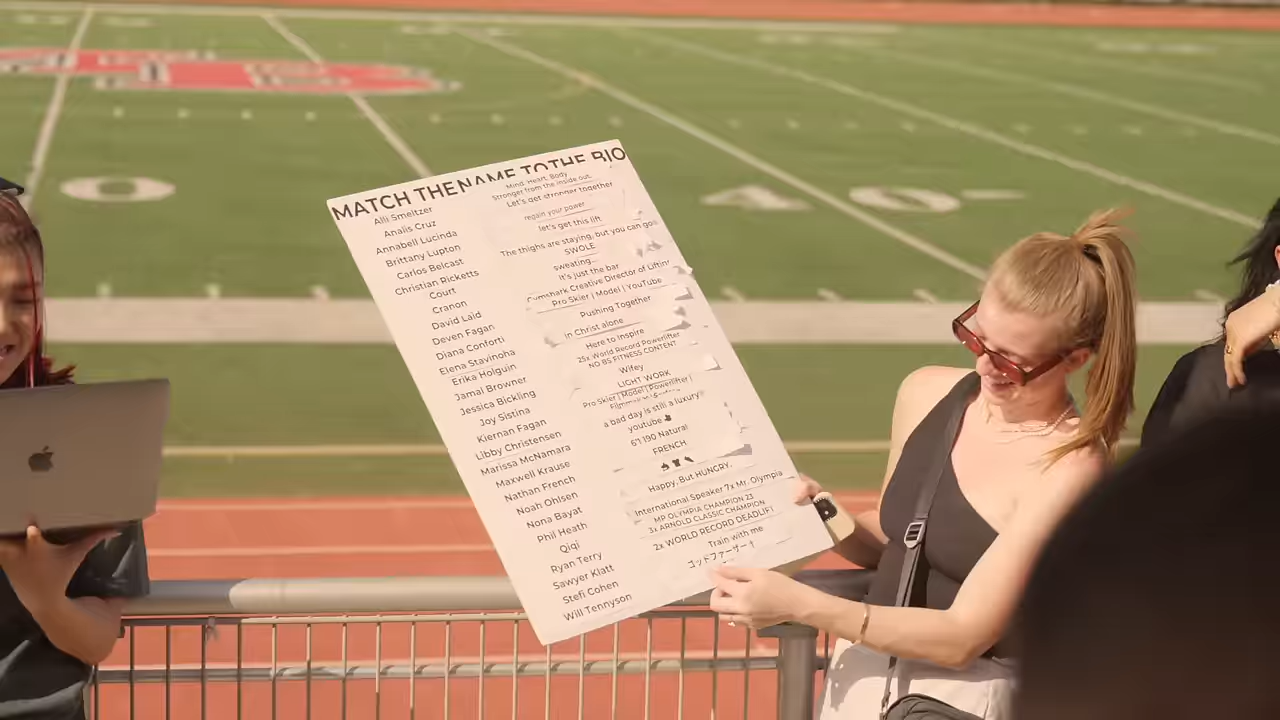 MATCH THE NAME TO THE BIO
Alli Smeltzer
Analis Cruz
Annabell Lucinda
Brittany Lupton
Carlos Belcast
Christian Ricketts
Court
Cranon
David Laid
Deven Fagan
Diana Conforti
Elena Stavinoha
Erika Holguin
Jamal Browner
Jessica Bickling
Joy Sistina
Kiernan Fagan
Libby Christensen
Marissa McNamara
Maxwell Krause
Nathan French
Noah Ohlsen
Nona Bayat
Phil Heath
Qiqi
Ryan Terry
Sawyer Klatt
Stefi Cohen
Will Tennyson
Mind, Heart, Body
Stronger from the inside out.
Let's get stronger together
regain your power
let's get this lift
The thighs are staying, but you can go
SWOLE
sweating...
It's just the bar
Gymshark Creative Director of Lifting
Pro Skier | Model | YouTube
Pushing Together
in Christ alone
Here to inspire
25x World Record Powerlifter
NO BS FITNESS CONTENT
Wifey
LIGHT WORK
Pro Skier | Model | Powerlifter |
a bad day is still a luxury
youtube
6'1 190 Natural
FRENCH
Happy, But HUNGRY.
International Speaker 7x Mr. Olympia
MP OLYMPIA CHAMPION 23
3x ARNOLD CLASSIC CHAMPION
2x WORLD RECORD DEADLIFT
Train with me
ゴッドファーザー
0
4